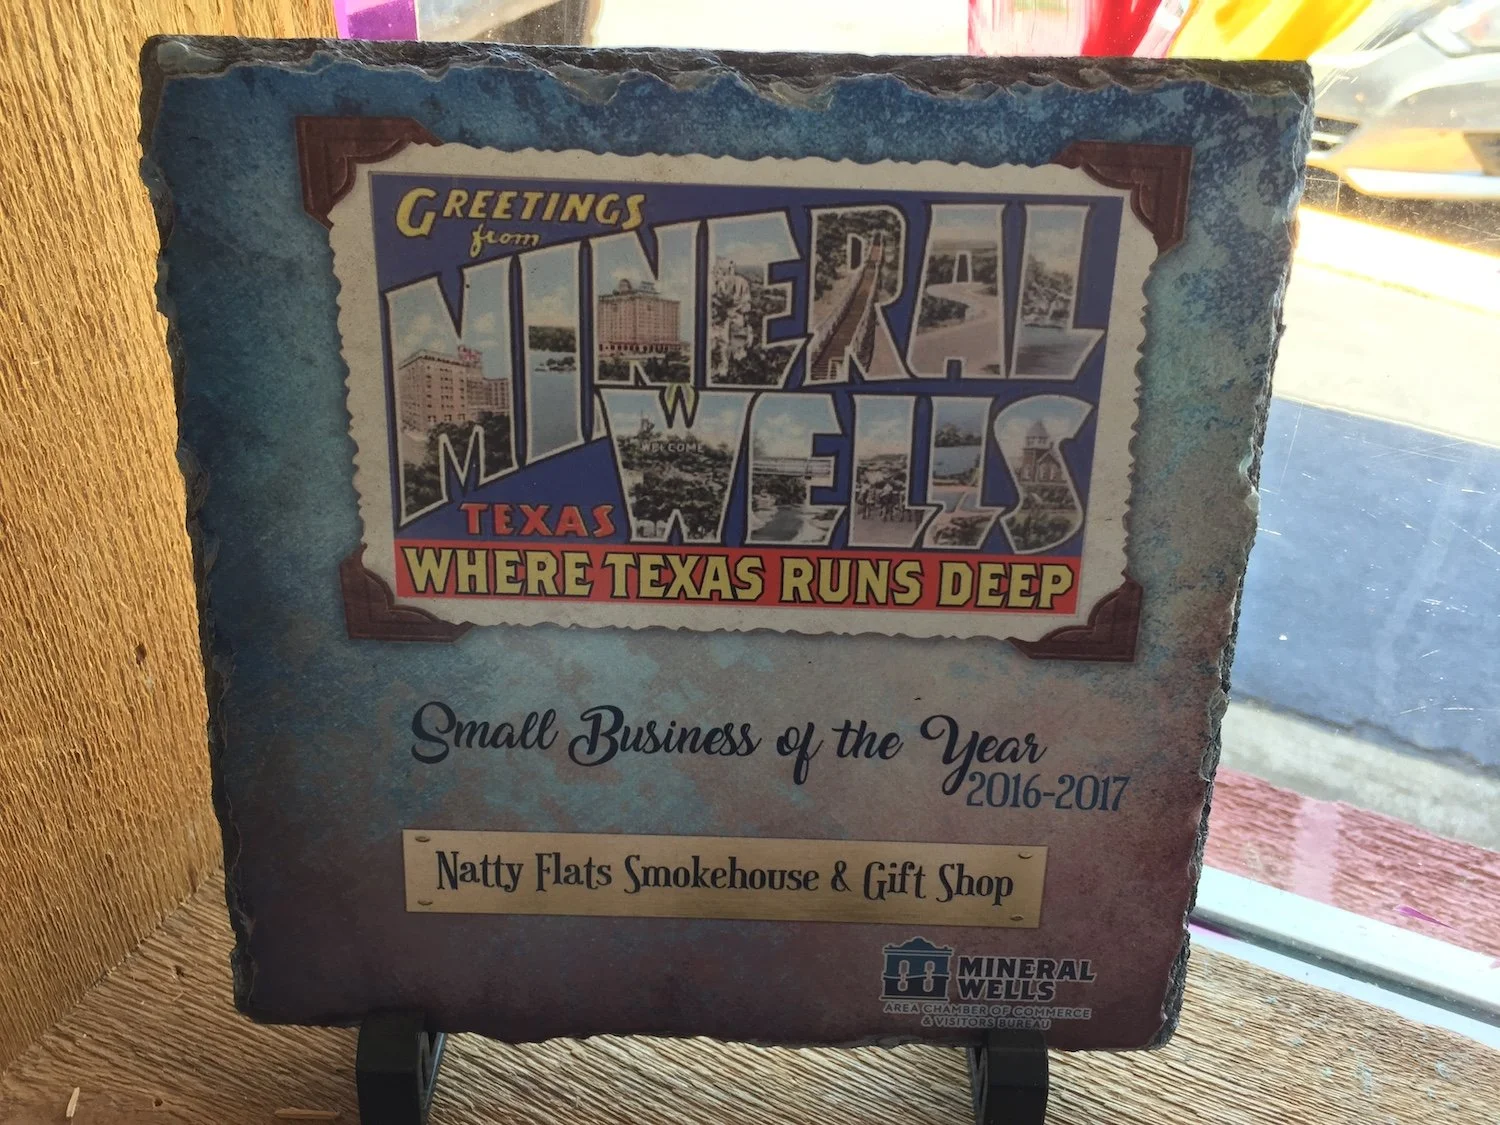 GREETINGS
from
MINERAL
WELLS
WELCOME
TEXAS
WHERE TEXAS RUNS DEEP
Small Business of the Year
2016-2017
Natty Flats Smokehouse & Gift Shop
MINERAL
WELLS
AREA CHAMBER OF COMMERCE
& VISITORS BUREAU